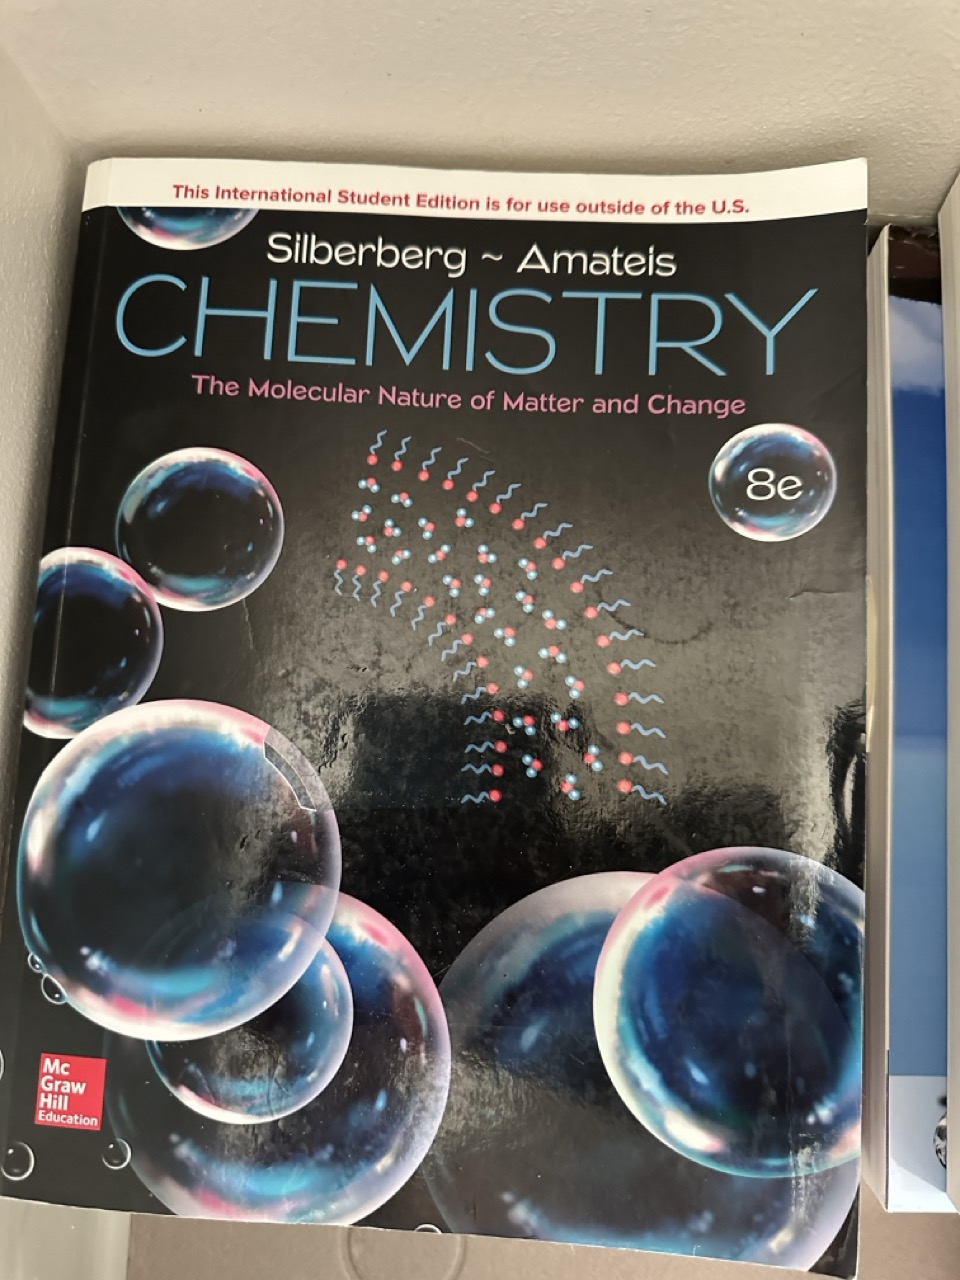 This International Student Edition is for use outside of the U.S.
Silberberg ~ Amateis
CHEMISTRY
The Molecular Nature of Matter and Change
8e
Mc
Graw
Hill
Education